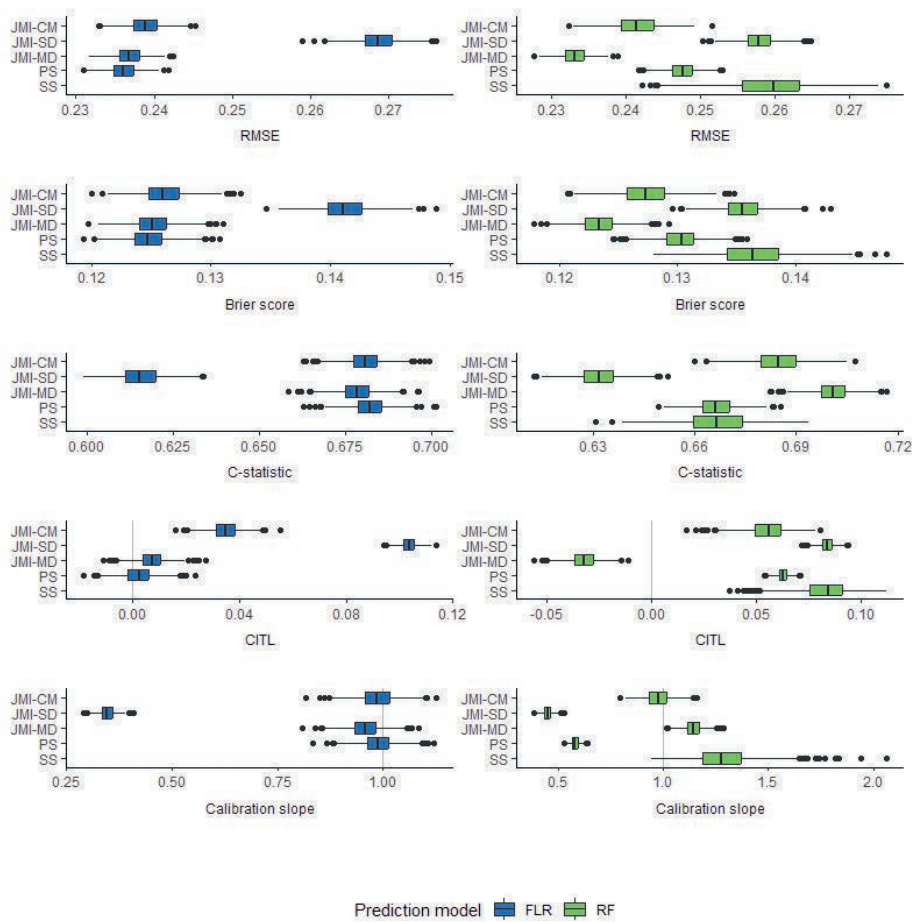 JMI-CM
JMI-SD
JMI-MD
PS
SS
0.23 0.24 0.25 0.26 0.27
RMSE
JMI-CM
JMI-SD
JMI-MD
PS
SS
0.23 0.24 0.25 0.26 0.27
RMSE
JMI-CM
JMI-SD
JMI-MD
PS
SS
0.12 0.13 0.14 0.15
Brier score
JMI-CM
JMI-SD
JMI-MD
PS
SS
0.12 0.13 0.14
Brier score
JMI-CM
JMI-SD
JMI-MD
PS
SS
0.600 0.625 0.650 0.675 0.700
C-statistic
JMI-CM
JMI-SD
JMI-MD
PS
SS
0.63 0.66 0.69 0.72
C-statistic
JMI-CM
JMI-SD
JMI-MD
PS
SS
0.00 0.04 0.08 0.12
CITL
JMI-CM
JMI-SD
JMI-MD
PS
SS
-0.05 0.00 0.05 0.10
CITL
JMI-CM
JMI-SD
JMI-MD
PS
SS
0.25 0.50 0.75 1.00
Calibration slope
JMI-CM
JMI-SD
JMI-MD
PS
SS
0.5 1.0 1.5 2.0
Calibration slope
Prediction model FLR RF